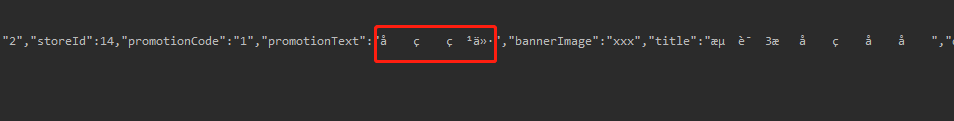 "2","storeId":14,"promotionCode":"1","promotionText":"å ç ç ¹ä»·","bannerImage":"xxx","title":"æµ è¯ 3æ å ç å å ","